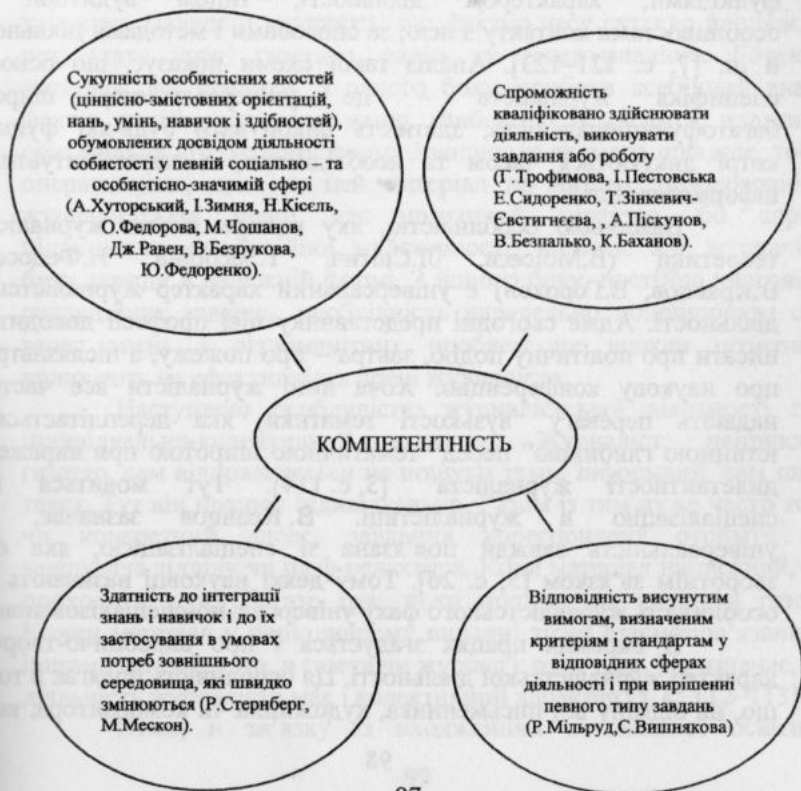 Сукупність особистісних якостей
(ціннісно-змістовних орієнтацій,
нань, умінь, навичок і здібностей),
обумовлених досвідом діяльності
собистості у певній соціально- та
особистісно-значимій сфері
(А.Хуторський, І.Зимня, Н.Кісєль,
О.Федорова, М.Чошанов,
Дж.Равен, В.Безрукова,
Ю.Федоренко).
Спроможність
кваліфіковано здійснювати
діяльність, виконувати
завдання або роботу
(Г.Трофимова, І.Пестовська
Е.Сидоренко, Т.Зінкевич-
Євстигнєєва, А.Піскунов,
В.Безпалько, К.Баханов).
КОМПЕТЕНТНІСТЬ
Здатність до інтеграції
знань і навичок і до їх
застосування в умовах
потреб зовнішнього
середовища, які швидко
змінюються (Р.Стернберг,
М.Мескон).
Відповідність висунутим
вимогам, визначеним
критеріям і стандартам у
відповідних сферах
діяльності і при вирішенні
певного типу завдань
(Р.Мільруд,С.Вишнякова)